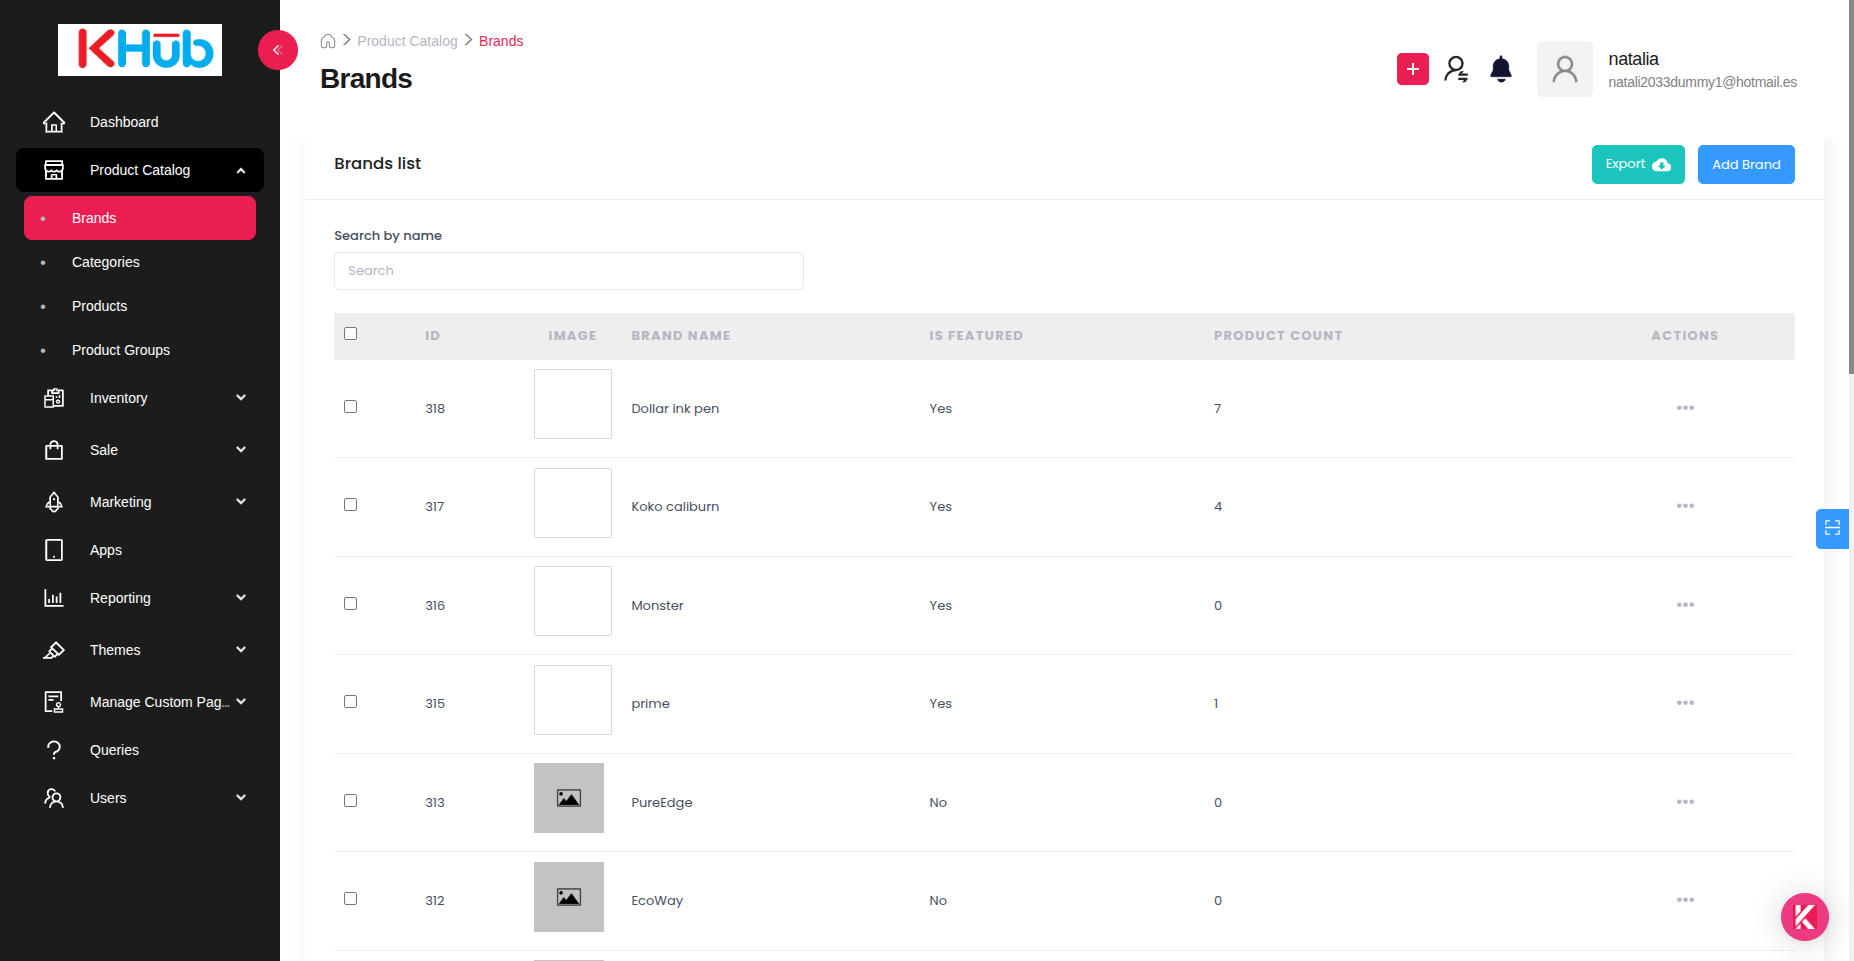 KHub
Dashboard
Product Catalog
Brands
Categories
Products
Product Groups
Inventory
Sale
Marketing
Apps
Reporting
Themes
Manage Custom Pag...
Queries
Users
Product Catalog > Brands
Brands
natalia
natali2033dummy1@hotmail.es
Brands list
Export
Add Brand
Search by name
Search
ID IMAGE BRAND NAME IS FEATURED PRODUCT COUNT ACTIONS
318 Dollar ink pen Yes 7
317 Koko caliburn Yes 4
316 Monster Yes 0
315 prime Yes 1
313 PureEdge No 0
312 EcoWay No 0
K